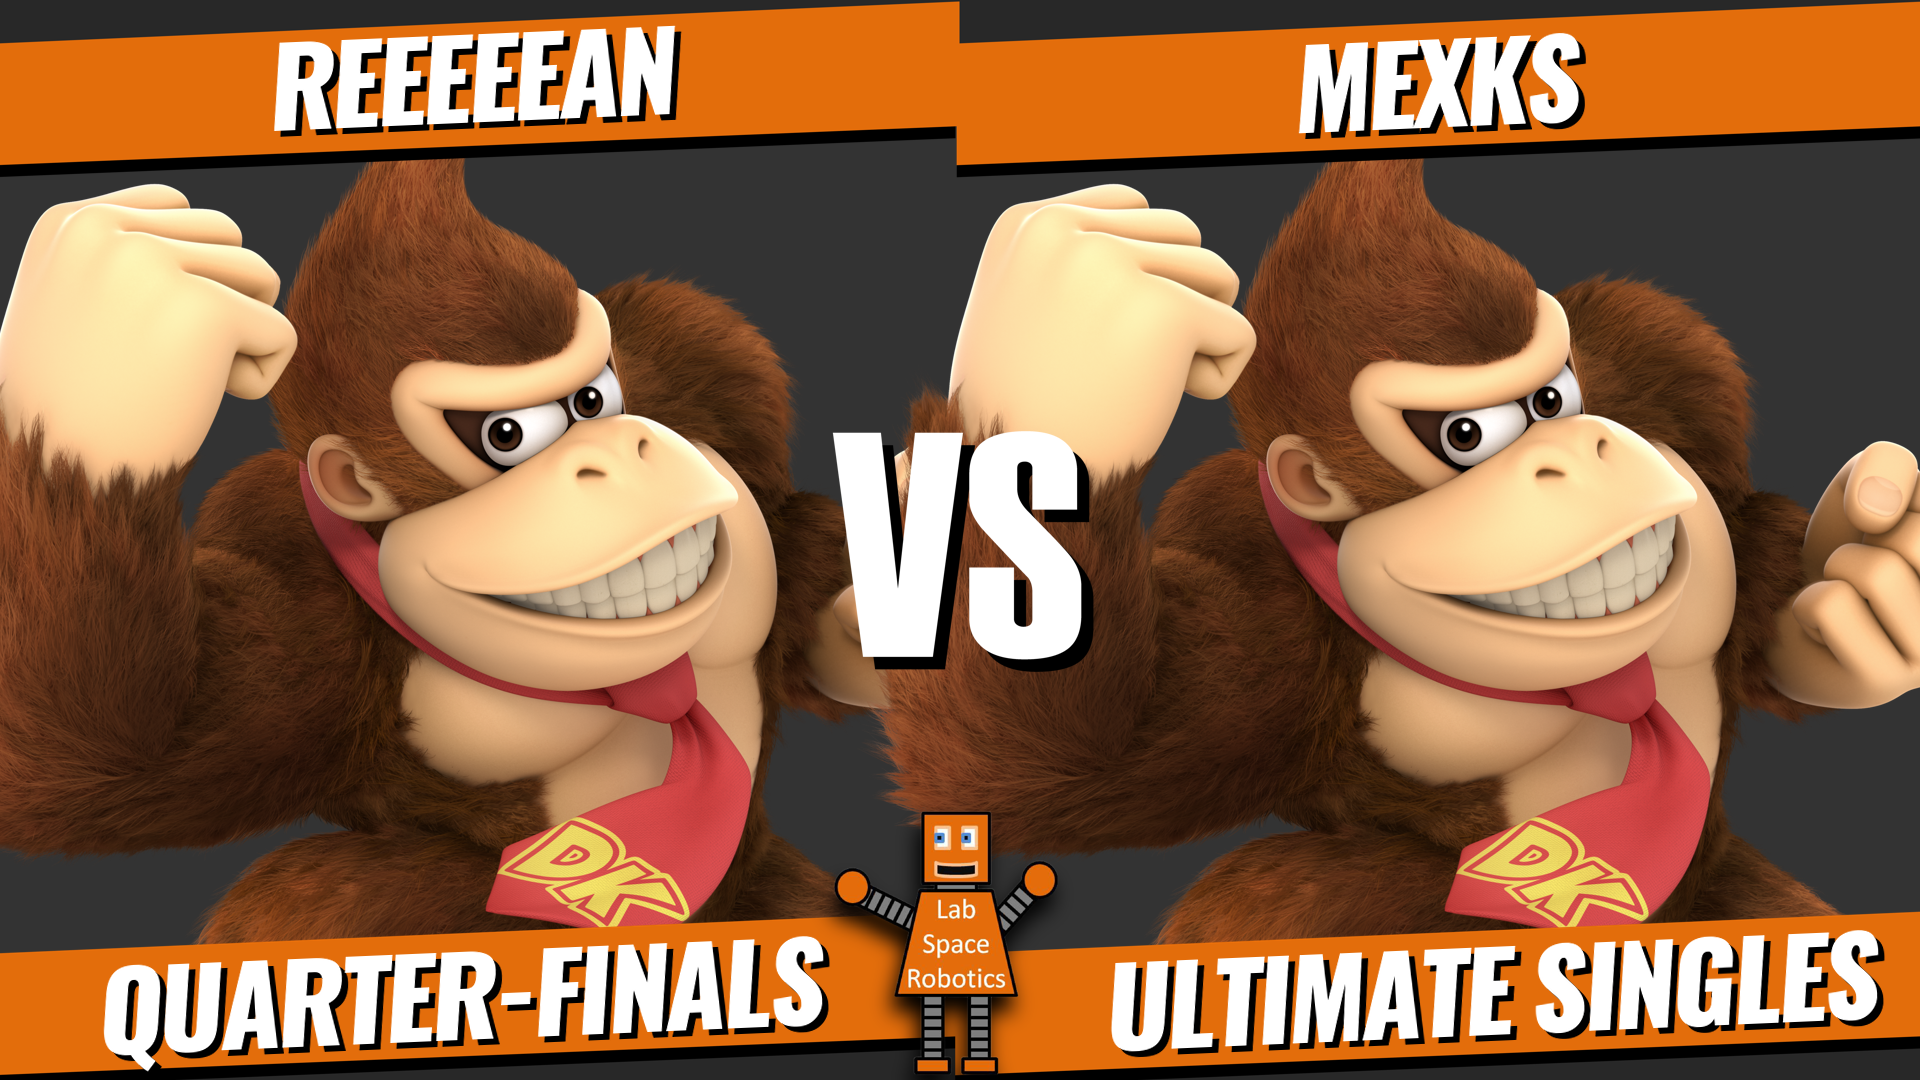 REEEEEAN
MEXKS
VS
DK
DK
QUARTER-FINALS
Lab
Space
Robotics
ULTIMATE SINGLES